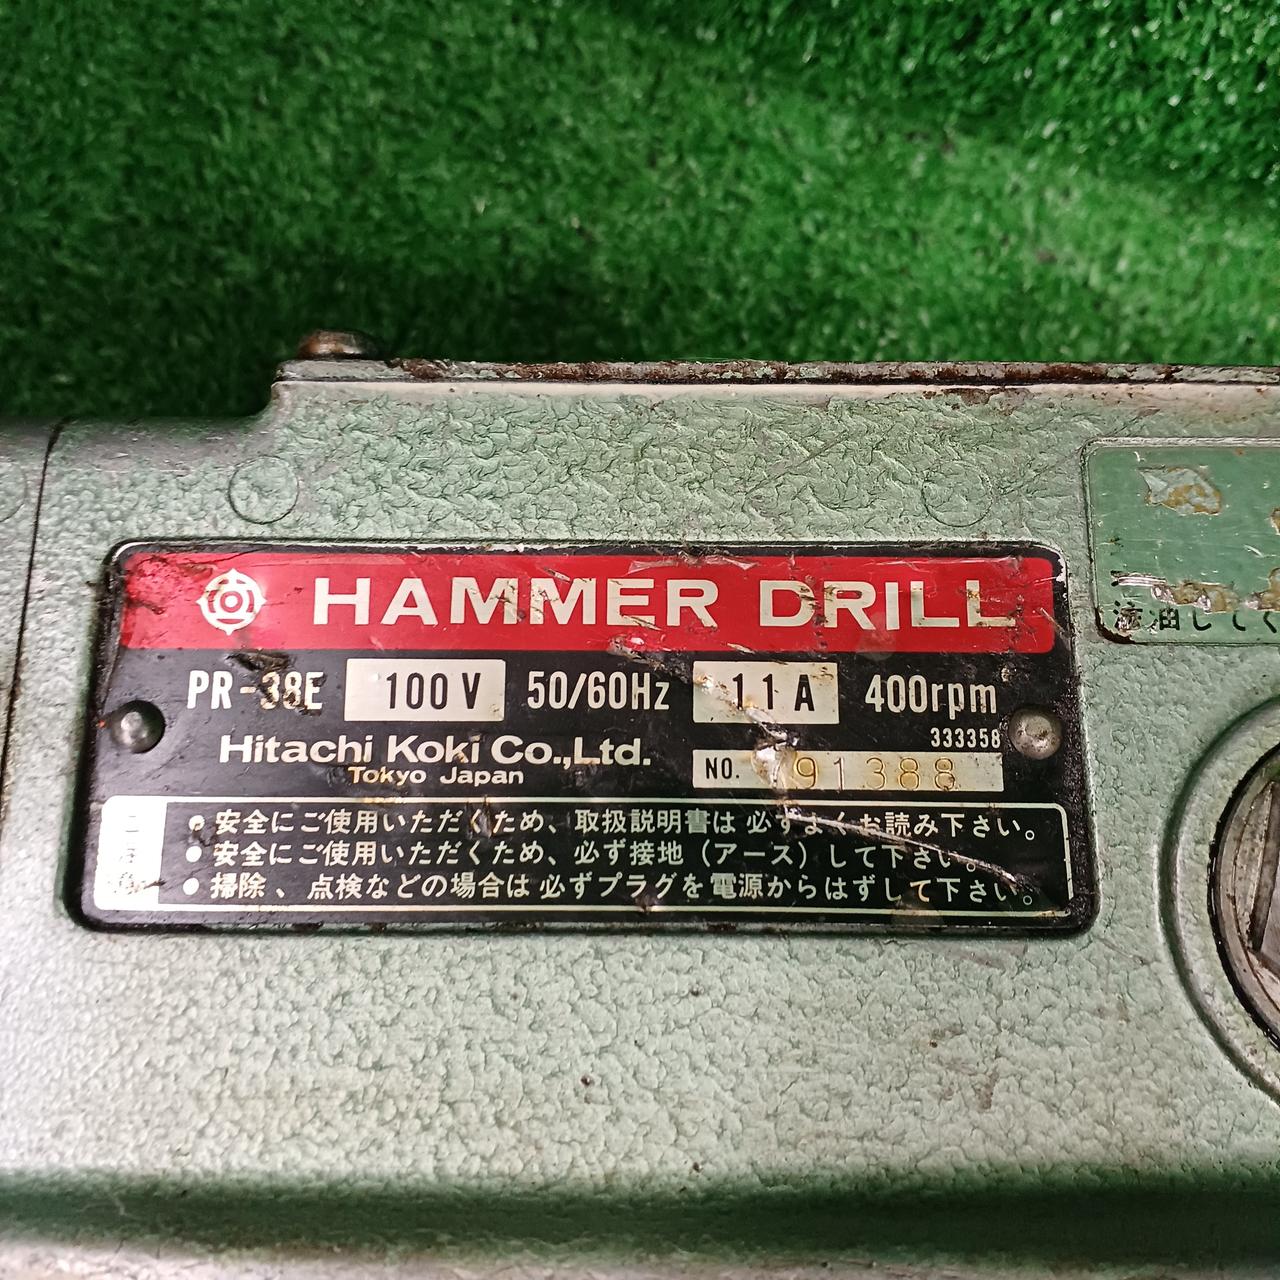 HAMMER DRILL
PR-38E 100V 50/60Hz 11A 400rpm
333358
Hitachi Koki Co.,Ltd. NO. 91388
Tokyo Japan
● 安全にご使用いただくため、取扱説明書は必ずよくお読み下さい。
● 安全にご使用いただくため、必ず接地（アース）して下さい。
● 掃除、点検などの場合は必ずプラグを電源からはずして下さい。
注油してく